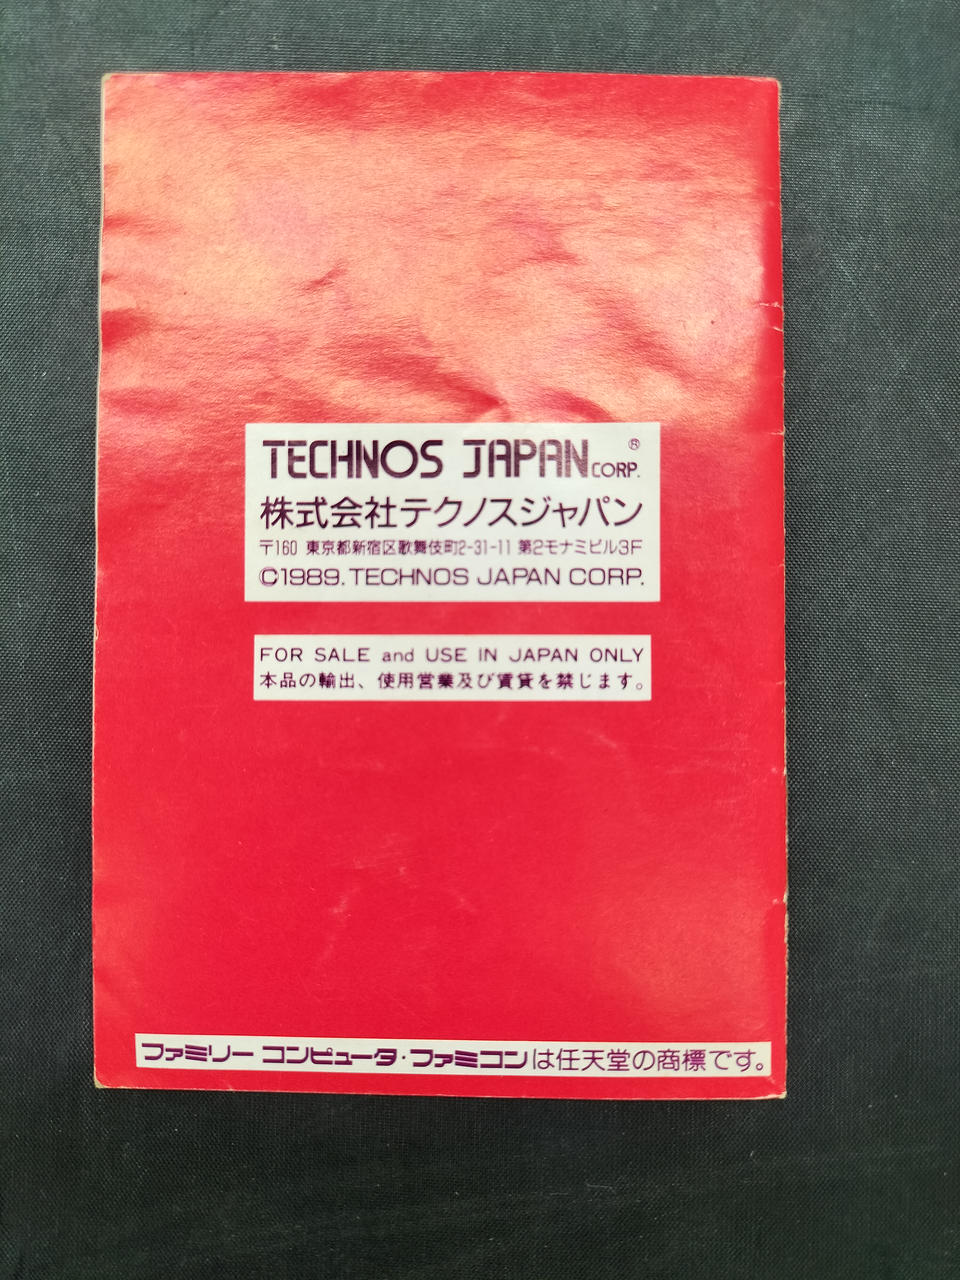 TECHNOS JAPAN CORP.®
株式会社テクノスジャパン
〒160 東京都新宿区歌舞伎町2-31-11 第2モナミビル3F
©1989. TECHNOS JAPAN CORP.
FOR SALE and USE IN JAPAN ONLY
本品の輸出、使用営業及び賃貸を禁じます。
ファミリー コンピュータ・ファミコンは任天堂の商標です。